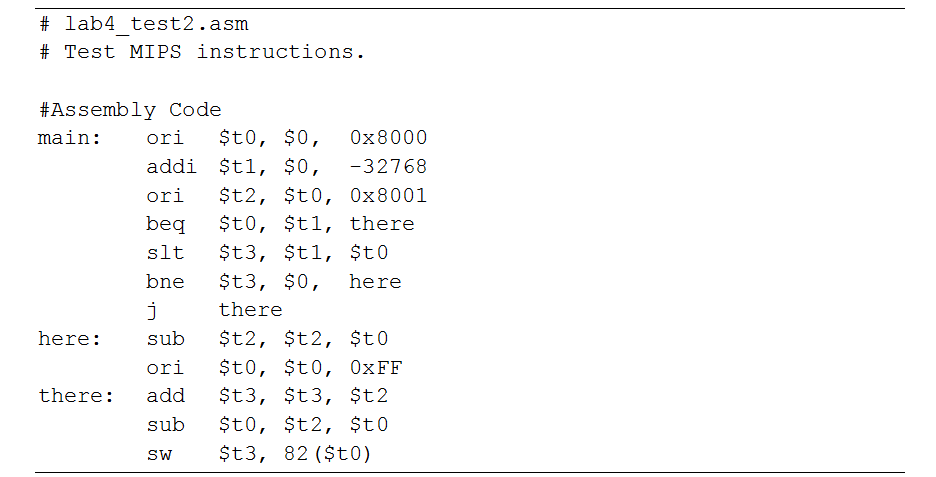 # lab4_test2.asm
# Test MIPS instructions.
#Assembly Code
main: ori $t0, $0, 0x8000
addi $t1, $0, -32768
ori $t2, $t0, 0x8001
beq $t0, $t1, there
slt $t3, $t1, $t0
bne $t3, $0, here
j there
here: sub $t2, $t2, $t0
ori $t0, $t0, 0xFF
there: add $t3, $t3, $t2
sub $t0, $t2, $t0
sw $t3, 82($t0)